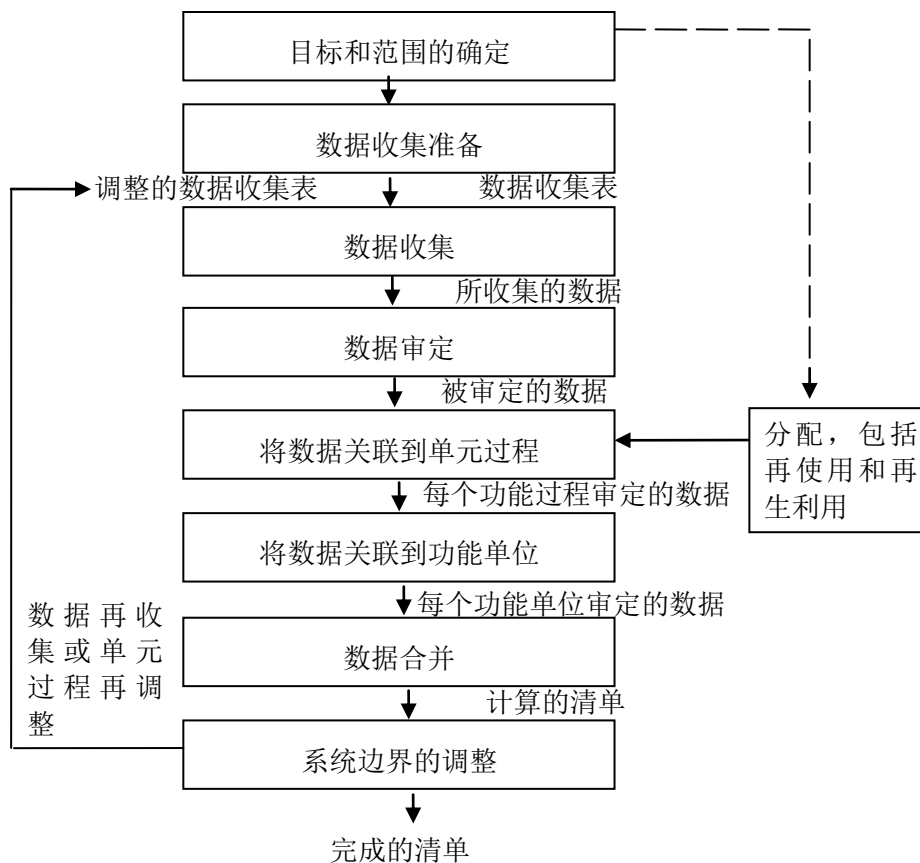 目标和范围的确定
数据收集准备
调整的数据收集表
数据收集表
数据收集
所收集的数据
数据审定
被审定的数据
将数据关联到单元过程
分配，包括
再使用和再
生利用
每个功能过程审定的数据
将数据关联到功能单位
每个功能单位审定的数据
数据再收
集或单元
过程再调
整
数据合并
计算的清单
系统边界的调整
完成的清单